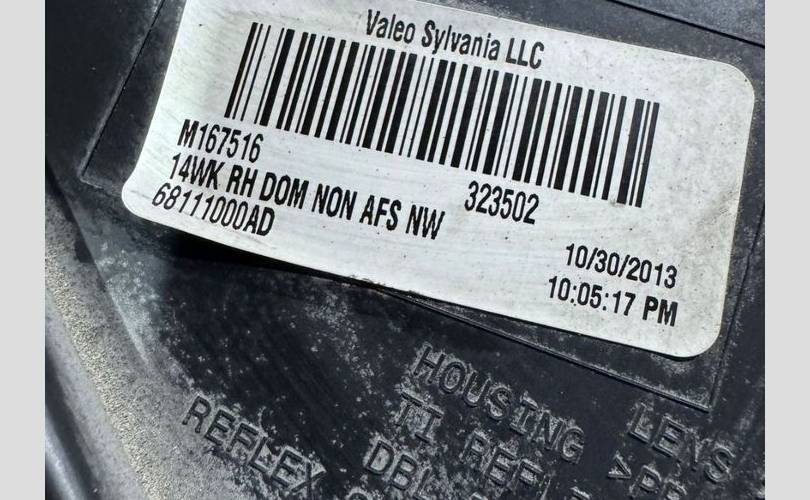 Valeo Sylvania LLC
M167516
323502
14WK RH DOM NON AFS NW
68111000AD
10/30/2013
10:05:17 PM
HOUSING LENS
REFLEX